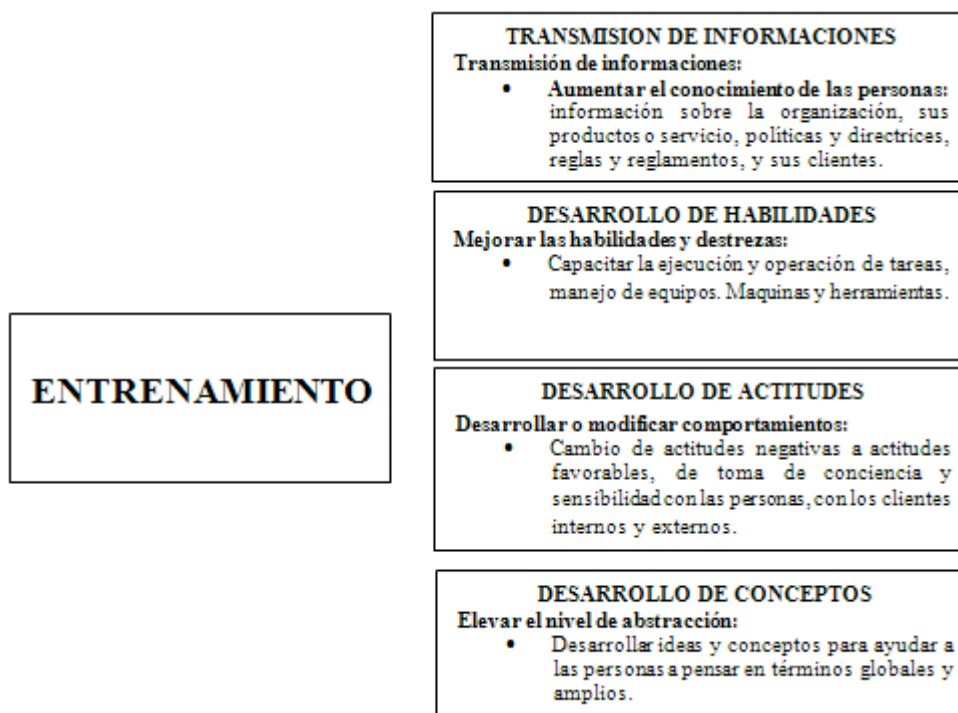 TRANSMISION DE INFORMACIONES
Transmisión de informaciones:
• Aumentar el conocimiento de las personas:
información sobre la organización, sus
productos o servicio, políticas y directrices,
reglas y reglamentos, y sus clientes.
DESARROLLO DE HABILIDADES
Mejorar las habilidades y destrezas:
• Capacitar la ejecución y operación de tareas,
manejo de equipos. Maquinas y herramientas.
ENTRENAMIENTO
DESARROLLO DE ACTITUDES
Desarrollar o modificar comportamientos:
• Cambio de actitudes negativas a actitudes
favorables, de toma de conciencia y
sensibilidad con las personas, con los clientes
internos y externos.
DESARROLLO DE CONCEPTOS
Elevar el nivel de abstracción:
• Desarrollar ideas y conceptos para ayudar a
las personas a pensar en términos globales y
amplios.